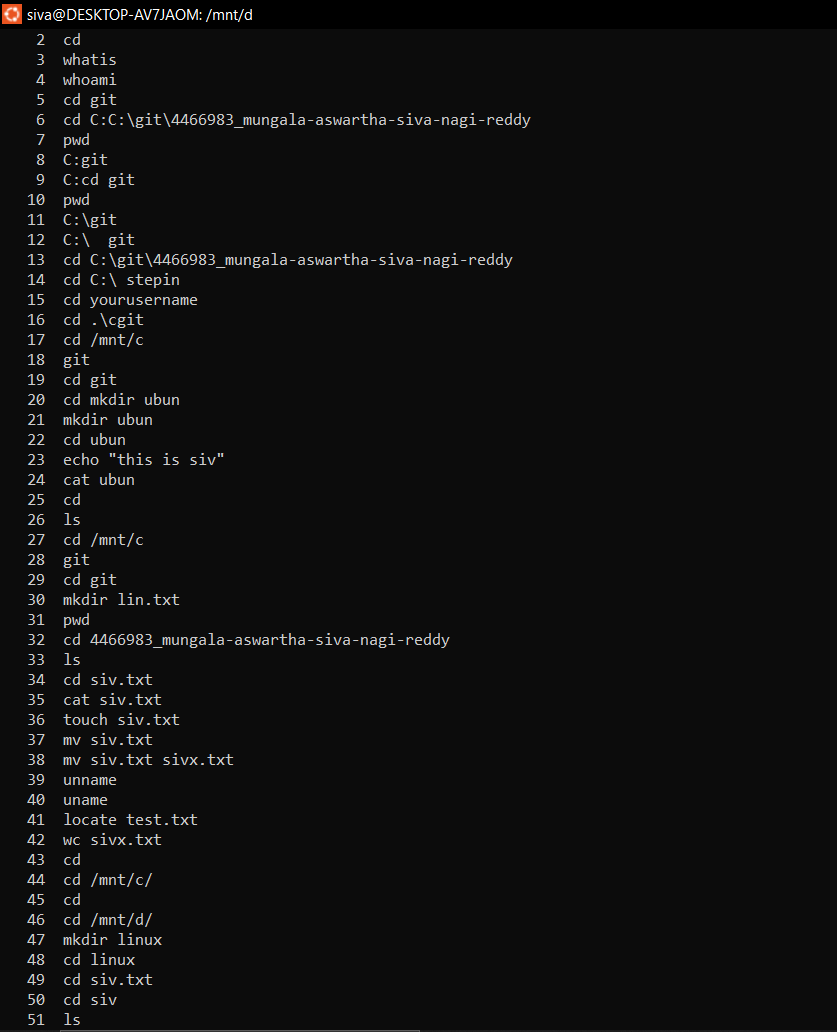 siva@DESKTOP-AV7JAOM: /mnt/d
2 cd
3 whatis
4 whoami
5 cd git
6 cd C:C:\git\4466983_mungala-aswartha-siva-nagi-reddy
7 pwd
8 C:git
9 C:cd git
10 pwd
11 C:\git
12 C:\  git
13 cd C:\git\4466983_mungala-aswartha-siva-nagi-reddy
14 cd C:\ stepin
15 cd yourusername
16 cd .\cgit
17 cd /mnt/c
18 git
19 cd git
20 cd mkdir ubun
21 mkdir ubun
22 cd ubun
23 echo "this is siv"
24 cat ubun
25 cd
26 ls
27 cd /mnt/c
28 git
29 cd git
30 mkdir lin.txt
31 pwd
32 cd 4466983_mungala-aswartha-siva-nagi-reddy
33 ls
34 cd siv.txt
35 cat siv.txt
36 touch siv.txt
37 mv siv.txt
38 mv siv.txt sivx.txt
39 unname
40 uname
41 locate test.txt
42 wc sivx.txt
43 cd
44 cd /mnt/c/
45 cd
46 cd /mnt/d/
47 mkdir linux
48 cd linux
49 cd siv.txt
50 cd siv
51 ls